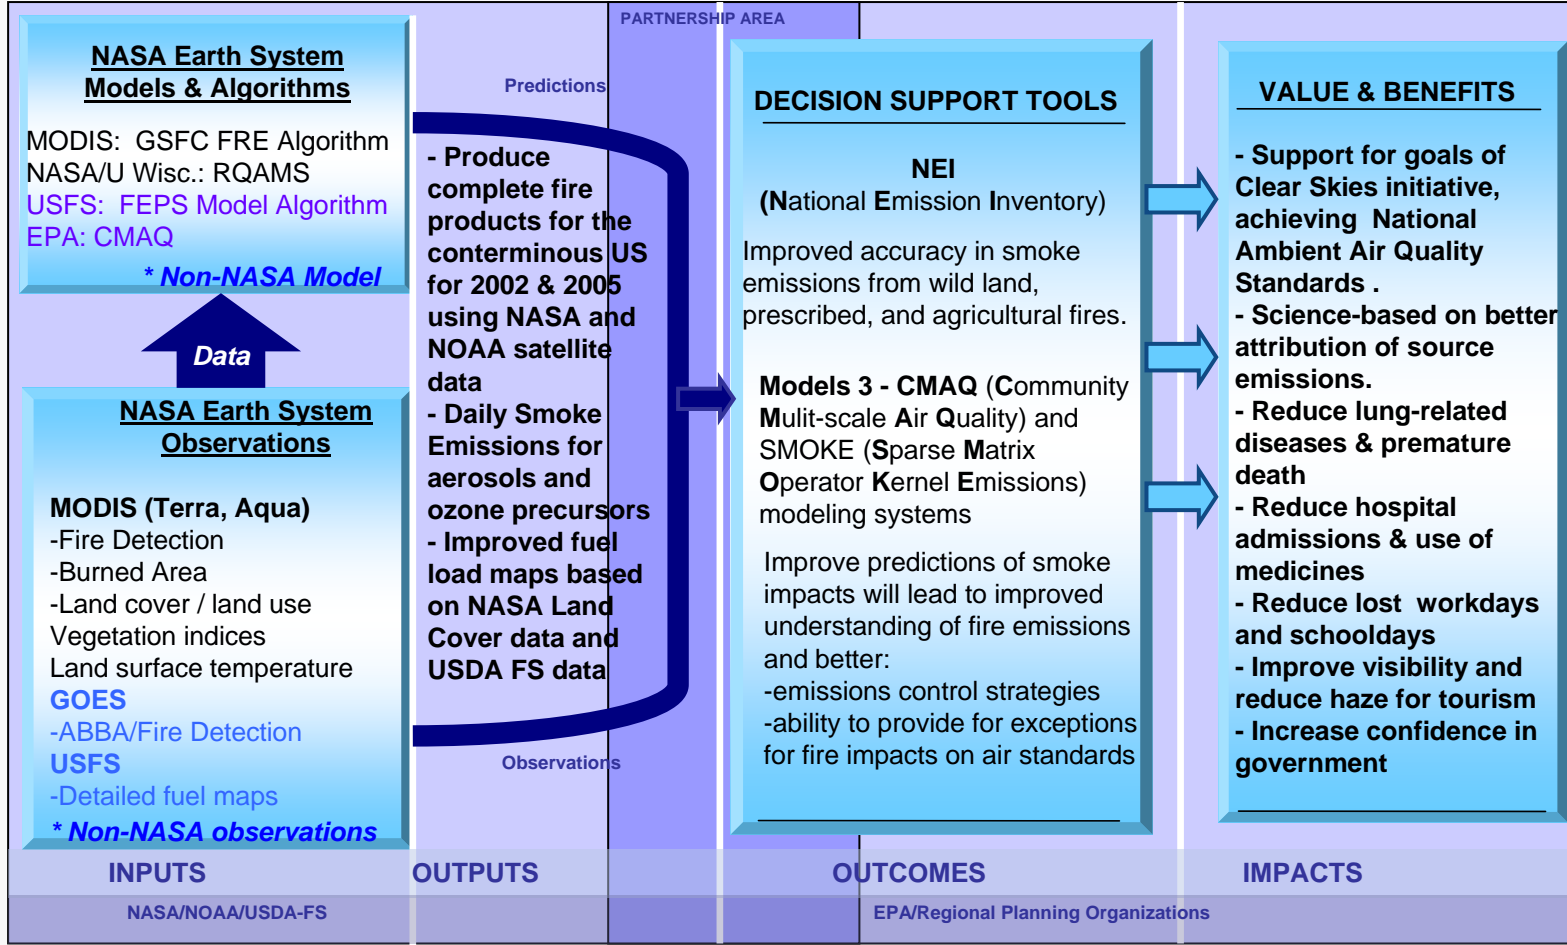 PARTNERSHIP AREA
NASA Earth System
Models & Algorithms
MODIS: GSFC FRE Algorithm
NASA/U Wisc.: RQAMS
USFS: FEPS Model Algorithm
EPA: CMAQ
* Non-NASA Model
Data
NASA Earth System
Observations
MODIS (Terra, Aqua)
-Fire Detection
-Burned Area
-Land cover / land use
Vegetation indices
Land surface temperature
GOES
-ABBA/Fire Detection
USFS
-Detailed fuel maps
* Non-NASA observations
Predictions
- Produce
complete fire
products for the
conterminous US
for 2002 & 2005
using NASA and
NOAA satellite
data
- Daily Smoke
Emissions for
aerosols and
ozone precursors
- Improved fuel
load maps based
on NASA Land
Cover data and
USDA FS data
Observations
DECISION SUPPORT TOOLS
NEI
(National Emission Inventory)
Improved accuracy in smoke
emissions from wild land,
prescribed, and agricultural fires.
Models 3 - CMAQ (Community
Mulit-scale Air Quality) and
SMOKE (Sparse Matrix
Operator Kernel Emissions)
modeling systems
Improve predictions of smoke
impacts will lead to improved
understanding of fire emissions
and better:
-emissions control strategies
-ability to provide for exceptions
for fire impacts on air standards
VALUE & BENEFITS
- Support for goals of
Clear Skies initiative,
achieving National
Ambient Air Quality
Standards .
- Science-based on better
attribution of source
emissions.
- Reduce lung-related
diseases & premature
death
- Reduce hospital
admissions & use of
medicines
- Reduce lost workdays
and schooldays
- Improve visibility and
reduce haze for tourism
- Increase confidence in
government
INPUTS
OUTPUTS
OUTCOMES
IMPACTS
NASA/NOAA/USDA-FS
EPA/Regional Planning Organizations